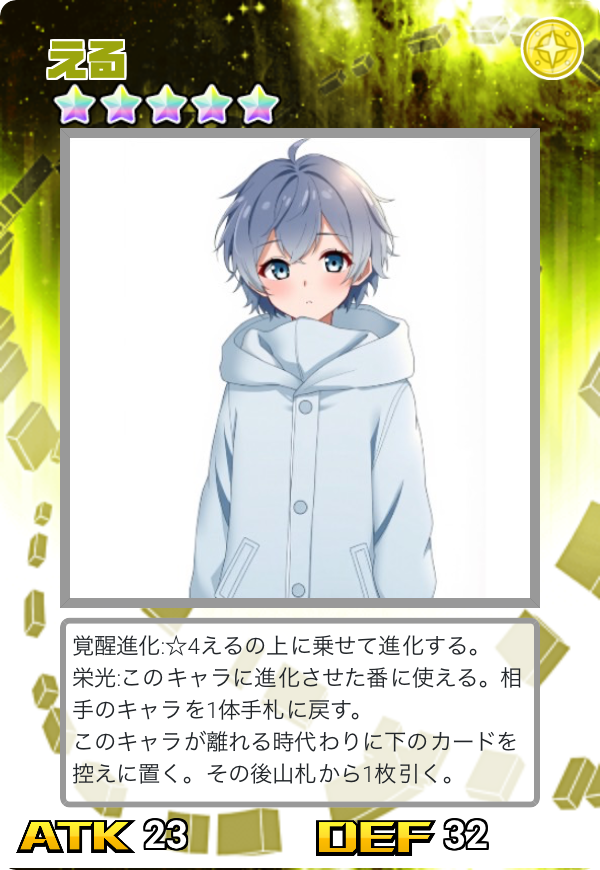 える
覚醒進化:☆4えるの上に乗せて進化する。
栄光:このキャラに進化させた番に使える。相
手のキャラを1体手札に戻す。
このキャラが離れる時代わりに下のカードを
控えに置く。その後山札から1枚引く。
ATK 23 DEF 32